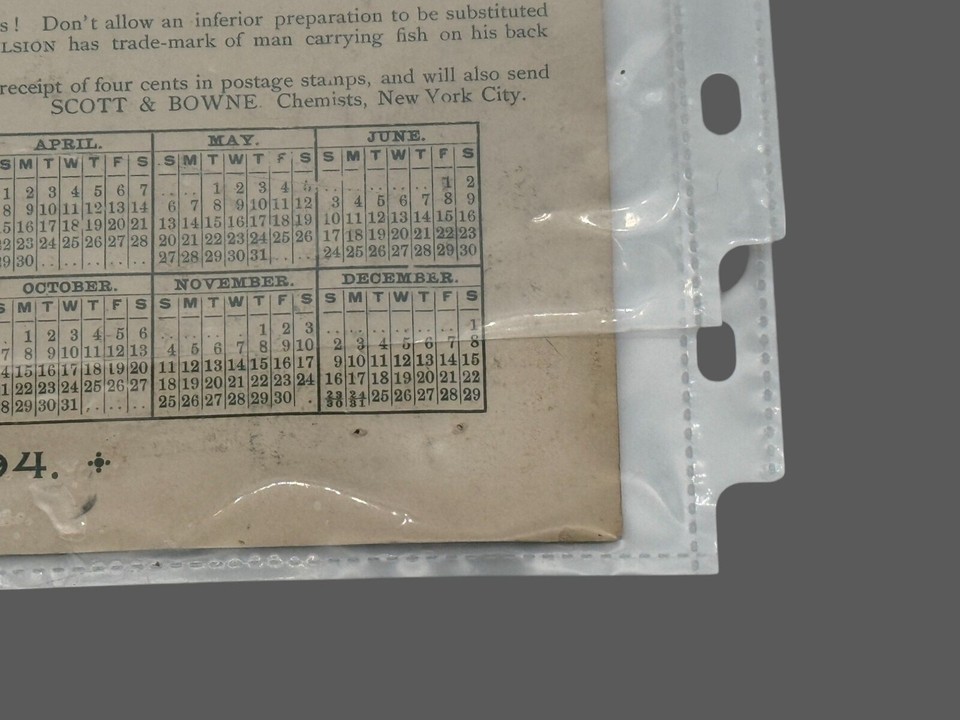 s! Don't allow an inferior preparation to be substituted
LSION has trade-mark of man carrying fish on his back
receipt of four cents in postage stamps, and will also send
SCOTT & BOWNE. Chemists, New York City.
APRIL. MAY. JUNE.
S M T W T F S S M T W T F S S M T W T F S
1 2 3 4 5 6 7 . . . . 1 2 3 4 5 . . . . . . . . . . 1 2
8 9 10 11 12 13 14 6 7 8 9 10 11 12 3 4 5 6 7 8 9
15 16 17 18 19 20 21 13 14 15 16 17 18 19 10 11 12 13 14 15 16
22 23 24 25 26 27 28 20 21 22 23 24 25 26 17 18 19 20 21 22 23
29 30 . . . . . . . . . . 27 28 29 30 31 . . . . 24 25 26 27 28 29 30
OCTOBER. NOVEMBER. DECEMBER.
S M T W T F S S M T W T F S S M T W T F S
1 2 3 4 5 6 . . . . . . . . 1 2 3 . . . . . . . . . . . . 1
7 8 9 10 11 12 13 4 5 6 7 8 9 10 2 3 4 5 6 7 8
14 15 16 17 18 19 20 11 12 13 14 15 16 17 9 10 11 12 13 14 15
21 22 23 24 25 26 27 18 19 20 21 22 23 24 16 17 18 19 20 21 22
28 29 30 31 . . . . . . 25 26 27 28 29 30 . 23/30 24/31 25 26 27 28 29
94.